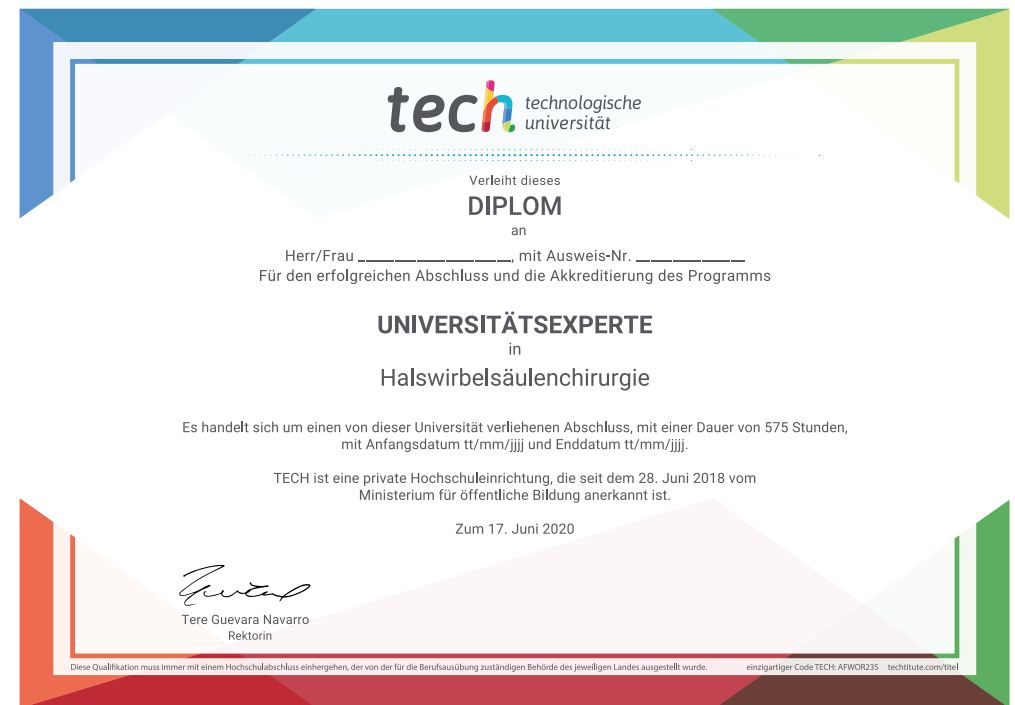 tech technologische
universität
Verleiht dieses
DIPLOM
an
Herr/Frau ____________________, mit Ausweis-Nr. ______________
Für den erfolgreichen Abschluss und die Akkreditierung des Programms
UNIVERSITÄTSEXPERTE
in
Halswirbelsäulenchirurgie
Es handelt sich um einen von dieser Universität verliehenen Abschluss, mit einer Dauer von 575 Stunden,
mit Anfangsdatum tt/mm/jjjj und Enddatum tt/mm/jjjj.
TECH ist eine private Hochschuleinrichtung, die seit dem 28. Juni 2018 vom
Ministerium für öffentliche Bildung anerkannt ist.
Zum 17. Juni 2020
Tere Guevara Navarro
Rektorin
Diese Qualifikation muss immer mit einem Hochschulabschluss einhergehen, der von der für die Berufsausübung zuständigen Behörde des jeweiligen Landes ausgestellt wurde. einzigartiger Code TECH: AFWOR23S techtitute.com/titel